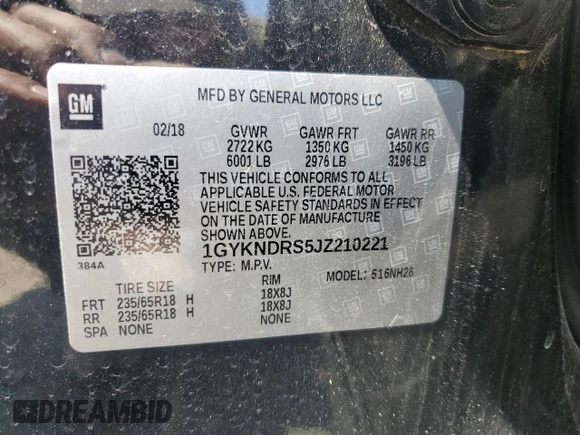 GM
MFD BY GENERAL MOTORS LLC
02/18 GVWR GAWR FRT GAWR RR
2722 KG 1350 KG 1450 KG
6001 LB 2976 LB 3196 LB
THIS VEHICLE CONFORMS TO ALL
APPLICABLE U.S. FEDERAL MOTOR
VEHICLE SAFETY STANDARDS IN EFFECT
ON THE DATE OF MANUFACTURE
SHOWN ABOVE.
384A
1GYKNDRS5JZ210221
TYPE: M.P.V. MODEL: 516NH26
TIRE SIZE RIM
FRT 235/65R18 H 18X8J
RR 235/65R18 H 18X8J
SPA NONE NONE
DREAMBID